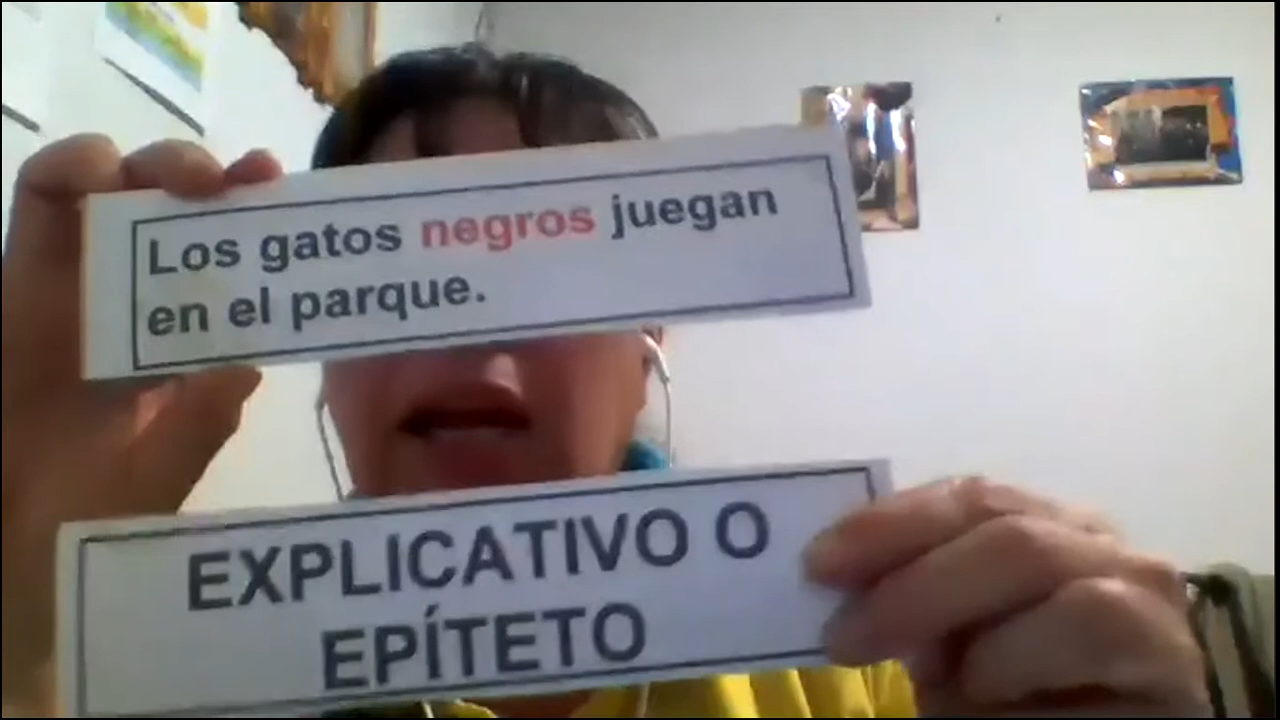 Los gatos negros juegan
en el parque.
EXPLICATIVO O
EPÍTETO